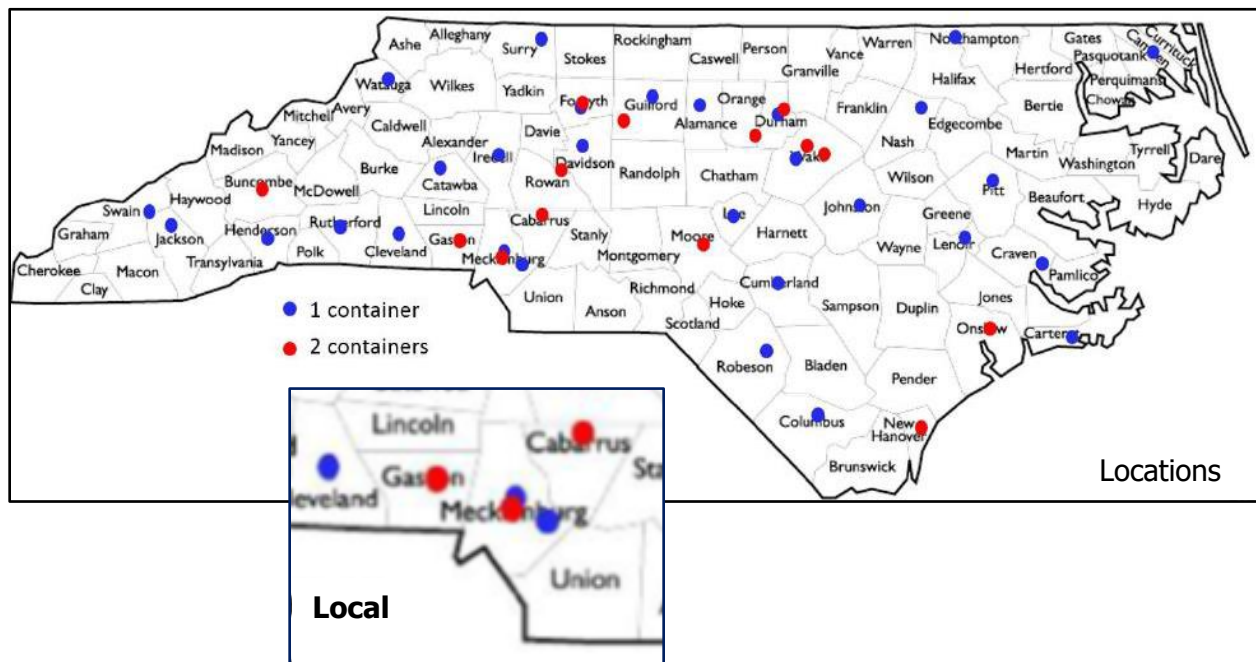 Ashe
Alleghany
Surry
Stokes
Rockingham
Caswell
Person
Granville
Vance
Warren
Northampton
Gates
Camden
Currituck
Pasquotank
Hertford
Perquimans
Chowan
Halifax
Bertie
Watauga
Wilkes
Yadkin
Forsyth
Guilford
Orange
Alamance
Durham
Franklin
Nash
Edgecombe
Avery
Mitchell
Yancey
Madison
Caldwell
Alexander
Iredell
Davie
Davidson
Randolph
Chatham
Wake
Wilson
Martin
Washington
Tyrrell
Dare
Buncombe
McDowell
Burke
Catawba
Rowan
Haywood
Swain
Graham
Jackson
Henderson
Rutherford
Lincoln
Cabarrus
Stanly
Montgomery
Moore
Lee
Harnett
Johnston
Greene
Pitt
Beaufort
Hyde
Cherokee
Clay
Macon
Transylvania
Polk
Cleveland
Gaston
Mecklenburg
Union
Anson
Richmond
Scotland
Hoke
Cumberland
Sampson
Wayne
Lenoir
Craven
Pamlico
Duplin
Jones
Onslow
Carteret
Robeson
Bladen
Pender
Columbus
New
Hanover
Brunswick
1 container
2 containers
Locations
Lincoln
Cabarrus
Gaston
Sta
leveland
Mecklenburg
Union
Local